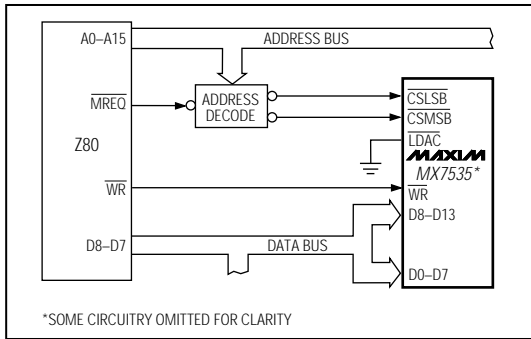 A0–A15
ADDRESS BUS
MREQ
ADDRESS
DECODE
CSLSB
CSMSB
LDAC
Z80
MAXIM
MX7535*
WR
WR
D8–D13
D8–D7
DATA BUS
D0–D7
*SOME CIRCUITRY OMITTED FOR CLARITY